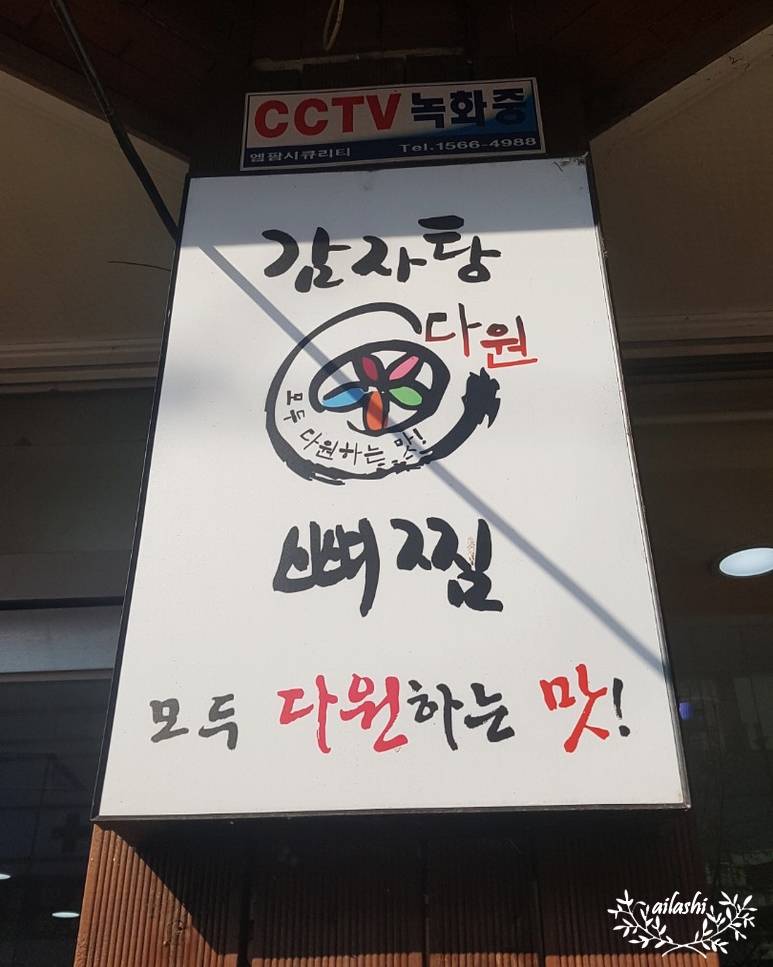 CCTV 녹화중
엠팜시큐리티 Tel.1566-4988
감자탕
다원
모두 다원하는 맛!
뼈찜
모두 다원하는 맛!
ailashi